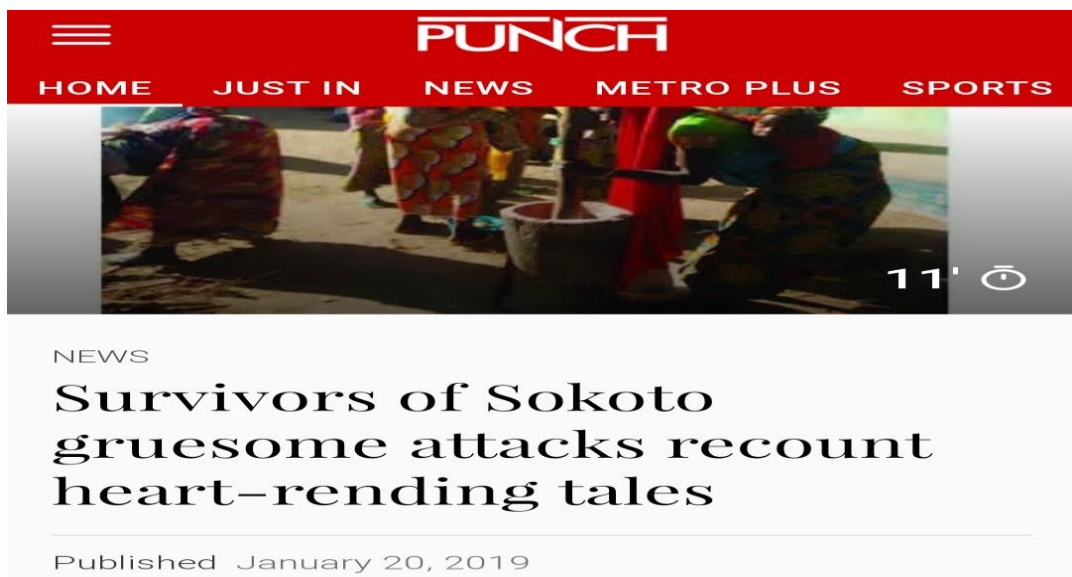 PUNCH
HOME JUST IN NEWS METRO PLUS SPORTS
11'
NEWS
Survivors of Sokoto
gruesome attacks recount
heart-rending tales
Published January 20, 2019